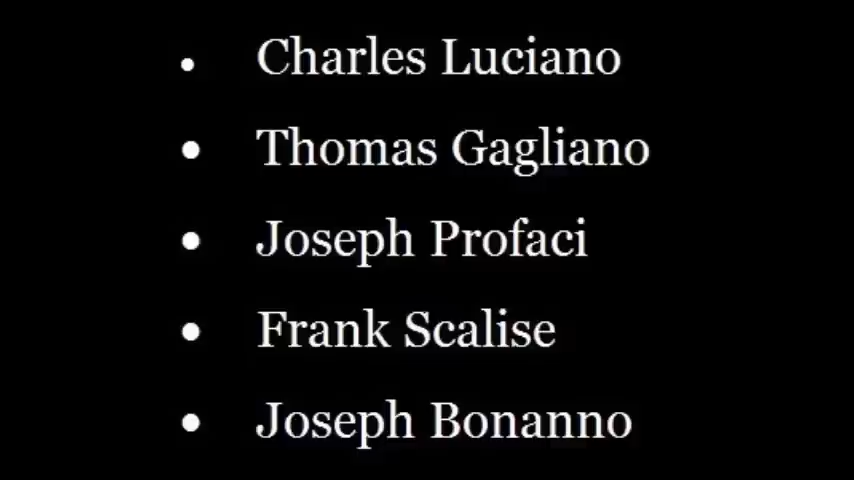 • Charles Luciano
• Thomas Gagliano
• Joseph Profaci
• Frank Scalise
• Joseph Bonanno